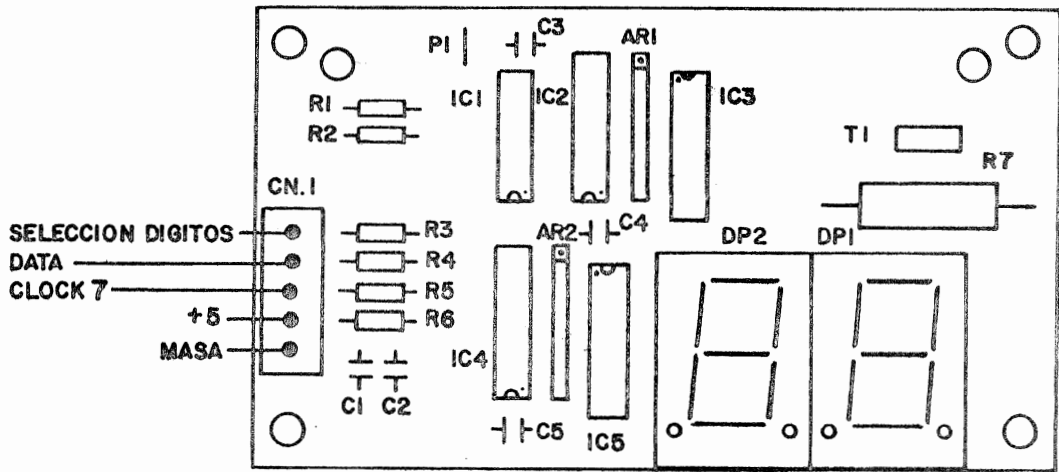 C3
P1
AR1
IC1
IC2
IC3
R1
R2
T1
R7
CN.1
SELECCION DIGITOS
DATA
CLOCK 7
+5
MASA
R3
R4
R5
R6
AR2
C4
DP2
DP1
IC4
C1
C2
C5
IC5